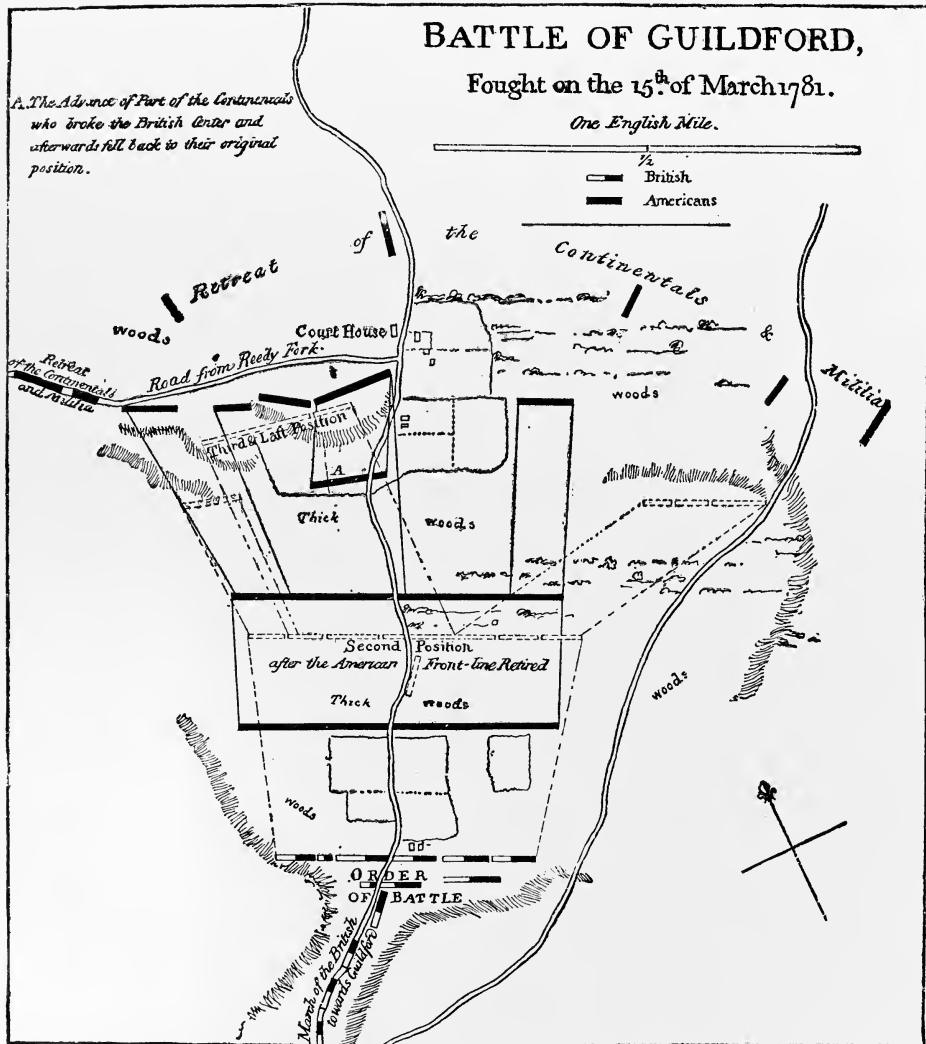 BATTLE OF GUILDFORD,
Fought on the 15th. of March 1781.
One English Mile.
1/2
British
Americans
A. The Advance of Part of the Continentals
who broke the British Center and
afterwards fell back to their original
position.
Retreat of the Continentals & Militia
woods
Court House
Road from Reedy Fork
Retreat
of the Continentals
and Militia
woods
Third & Last Position
A
Thick woods
Second Position
after the American Front-line Retired
Thick woods
woods
woods
ORDER
OF BATTLE
March of the British
towards Guildford